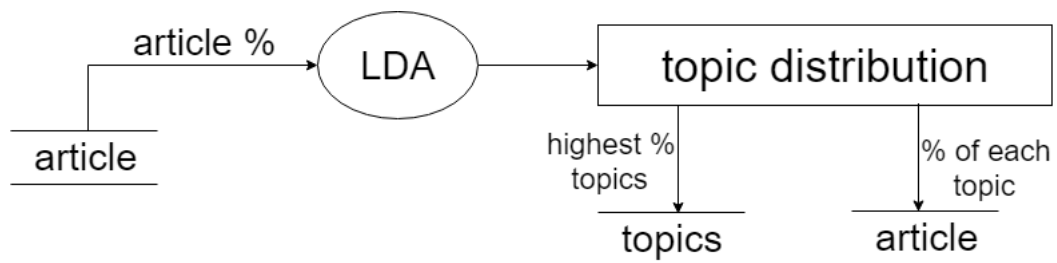 article %
LDA
topic distribution
article
highest %
topics
% of each
topic
topics
article